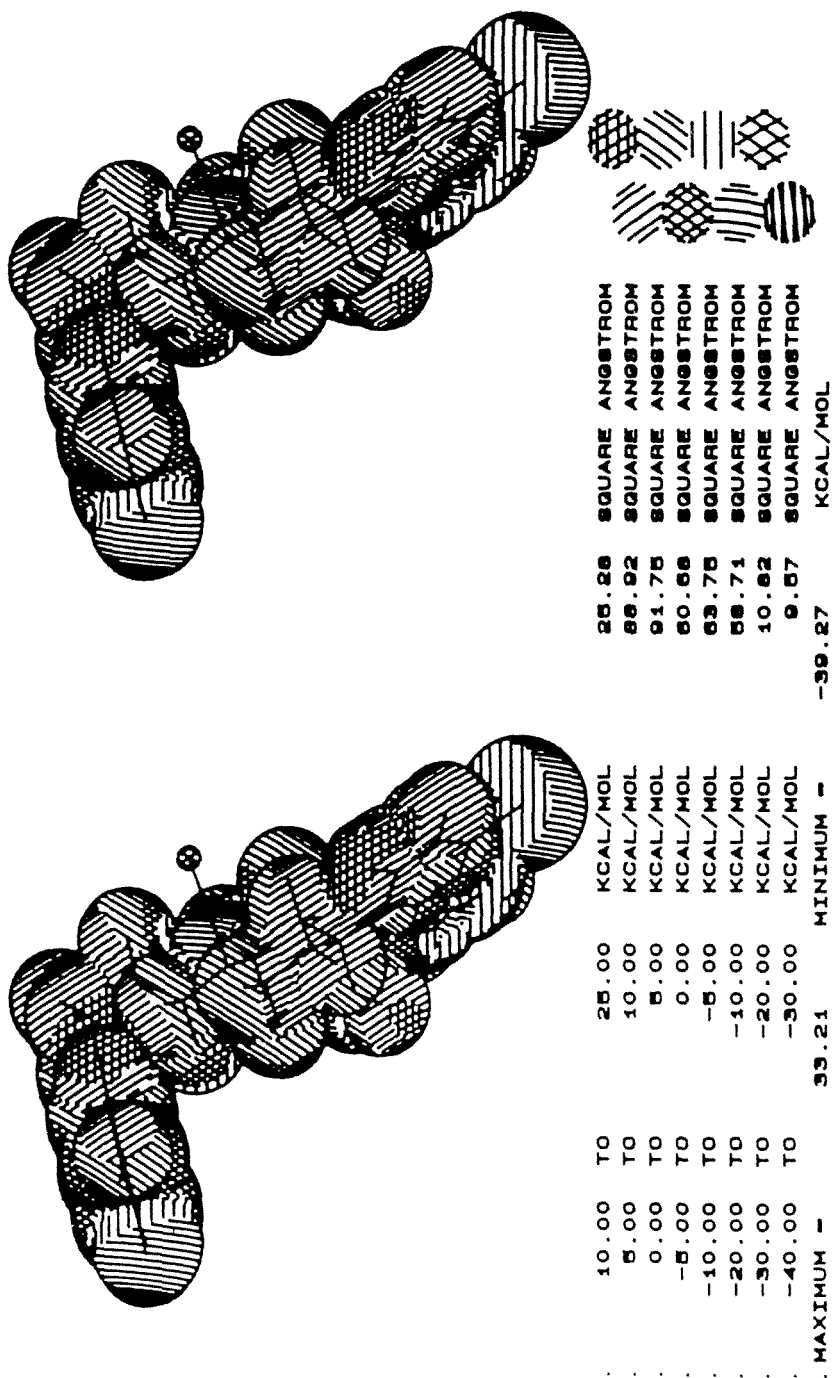 . 10.00 TO 25.00 KCAL/MOL 25.28 SQUARE ANGSTROM
. 5.00 TO 10.00 KCAL/MOL 88.92 SQUARE ANGSTROM
. 0.00 TO 5.00 KCAL/MOL 91.75 SQUARE ANGSTROM
. -5.00 TO 0.00 KCAL/MOL 60.68 SQUARE ANGSTROM
. -10.00 TO -5.00 KCAL/MOL 63.75 SQUARE ANGSTROM
. -20.00 TO -10.00 KCAL/MOL 58.71 SQUARE ANGSTROM
. -30.00 TO -20.00 KCAL/MOL 10.82 SQUARE ANGSTROM
. -40.00 TO -30.00 KCAL/MOL 9.57 SQUARE ANGSTROM
. MAXIMUM - 33.21 MINIMUM - -39.27 KCAL/MOL